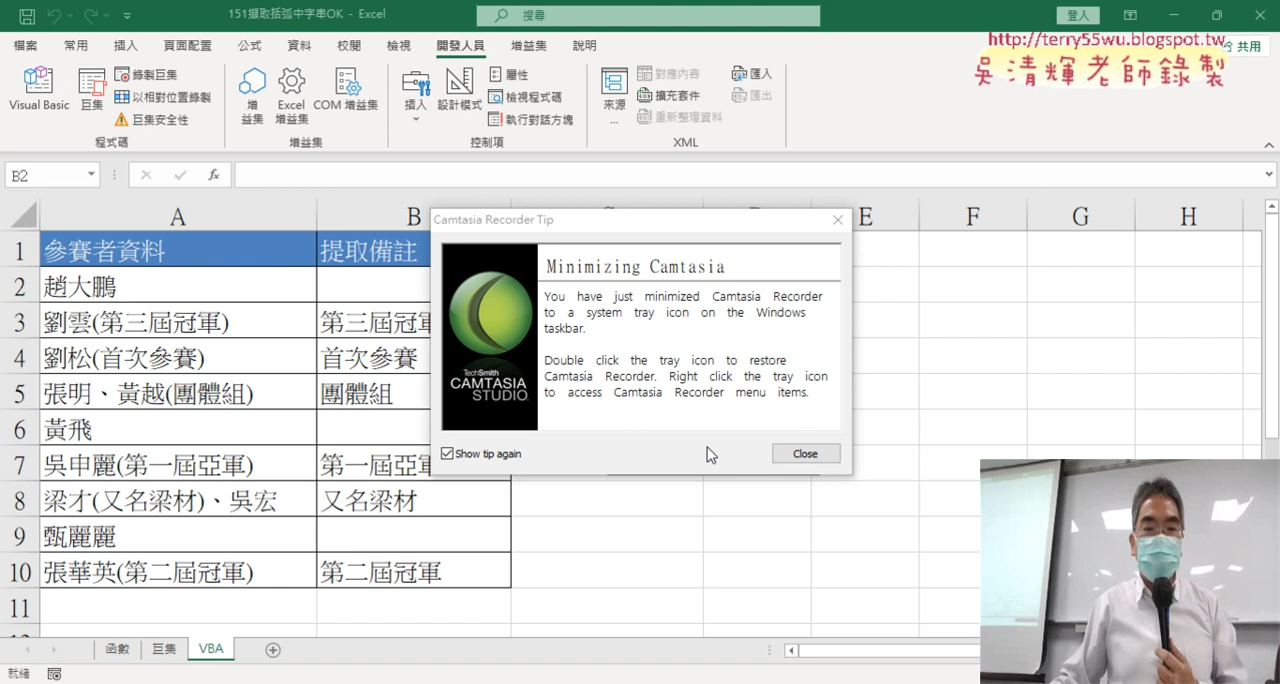 151擷取括弧中字串OK - Excel
搜尋
登入
檔案 常用 插入 頁面配置 公式 資料 校閱 檢視 開發人員 增益集 說明
共用
http://terry55wu.blogspot.tw
吳清輝老師錄製
Visual Basic
巨集
錄製巨集
以相對位置錄製
巨集安全性
程式碼
增益集
Excel 增益集
COM 增益集
增益集
插入
設計模式
屬性
檢視程式碼
執行對話方塊
控制項
來源
...
對應內容
擴充套件
重新整理資料
匯入
匯出
XML
B2
fx
A B E F G H
1 參賽者資料 提取備註
2 趙大鵬
3 劉雲(第三屆冠軍) 第三屆冠軍
4 劉松(首次參賽) 首次參賽
5 張明、黃越(團體組) 團體組
6 黃飛
7 吳申麗(第一屆亞軍) 第一屆亞軍
8 梁才(又名梁材)、吳宏 又名梁材
9 甄麗麗
10 張華英(第二屆冠軍) 第二屆冠軍
11
Camtasia Recorder Tip
Minimizing Camtasia
You have just minimized Camtasia Recorder
to a system tray icon on the Windows
taskbar.
Double click the tray icon to restore
Camtasia Recorder. Right click the tray icon
to access Camtasia Recorder menu items.
TechSmith
CAMTASIA
STUDIO
Show tip again
Close
函數 巨集 VBA
就緒